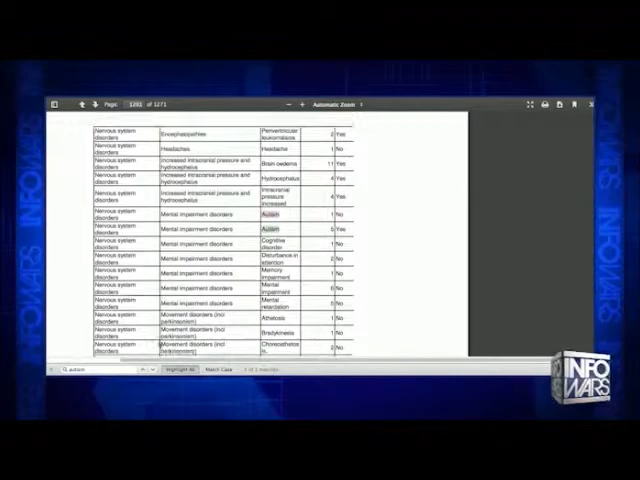 Page: 1201 of 1271 Automatic Zoom
Nervous system disorders Encephalopathies Periventricular leukomalacia 2 Yes
Nervous system disorders Headaches Headache 1 No
Nervous system disorders Increased intracranial pressure and hydrocephalus Brain oedema 11 Yes
Nervous system disorders Increased intracranial pressure and hydrocephalus Hydrocephalus 4 Yes
Nervous system disorders Increased intracranial pressure and hydrocephalus Intracranial pressure increased 4 Yes
Nervous system disorders Mental impairment disorders Autism 1 No
Nervous system disorders Mental impairment disorders Autism 5 Yes
Nervous system disorders Mental impairment disorders Cognitive disorder 1 No
Nervous system disorders Mental impairment disorders Disturbance in attention 2 No
Nervous system disorders Mental impairment disorders Memory impairment 1 No
Nervous system disorders Mental impairment disorders Mental impairment 6 No
Nervous system disorders Mental impairment disorders Mental retardation 5 No
Nervous system disorders Movement disorders (incl parkinsonism) Athetosis 1 No
Nervous system disorders Movement disorders (incl parkinsonism) Bradykinesia 1 No
Nervous system disorders Movement disorders (incl parkinsonism) Choreoathetosis 2 No
autism Highlight All Match Case
INFO
WARS
INFOWARS
INFOWARS